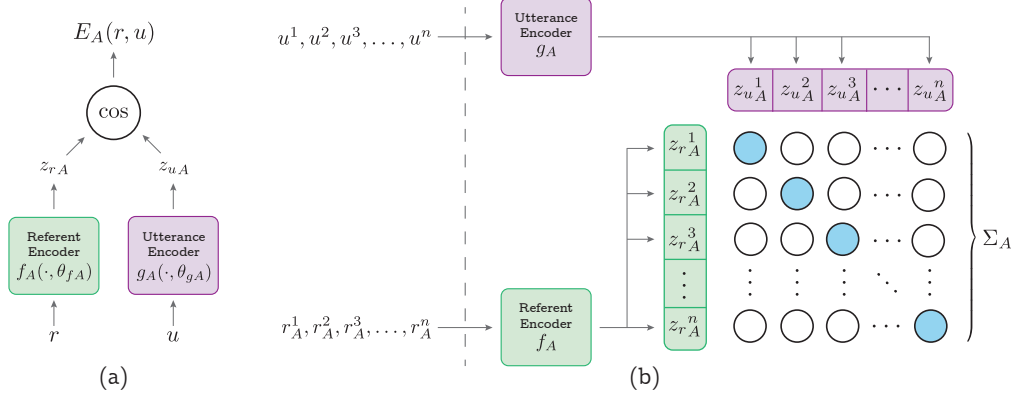 E_A(r, u)
cos
z_{rA} z_{uA}
Referent
Encoder
f_A(·, θ_{fA})
Utterance
Encoder
g_A(·, θ_{gA})
r u
(a)
u^1, u^2, u^3, . . . , u^n
Utterance
Encoder
g_A
z_{uA}^1 z_{uA}^2 z_{uA}^3 · · · z_{uA}^n
z_{rA}^1 · · ·
z_{rA}^2 · · ·
z_{rA}^3 · · ·
⋮ ⋮ ⋮ ⋮ ⋱ ⋮
z_{rA}^n · · ·
Σ_A
r_A^1, r_A^2, r_A^3, . . . , r_A^n
Referent
Encoder
f_A
(b)